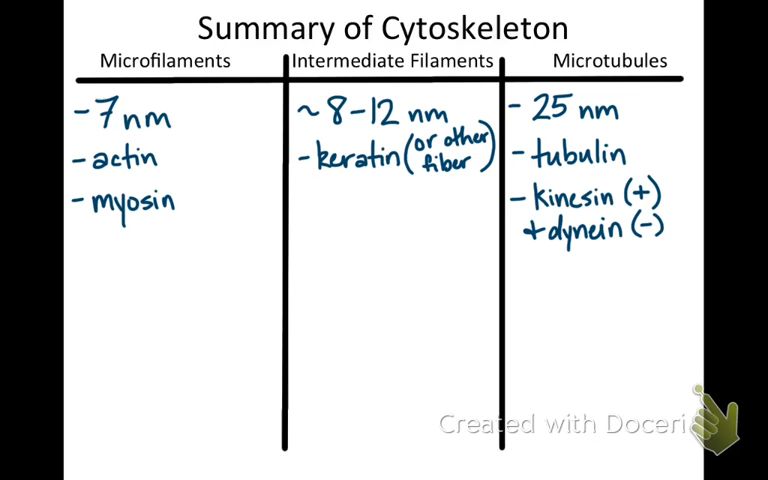 Summary of Cytoskeleton
Microfilaments
- 7 nm
- actin
- myosin
Intermediate Filaments
~ 8-12 nm
- keratin (or other
fiber)
Microtubules
- 25 nm
- tubulin
- kinesin (+)
+ dynein (-)
Created with Doceri